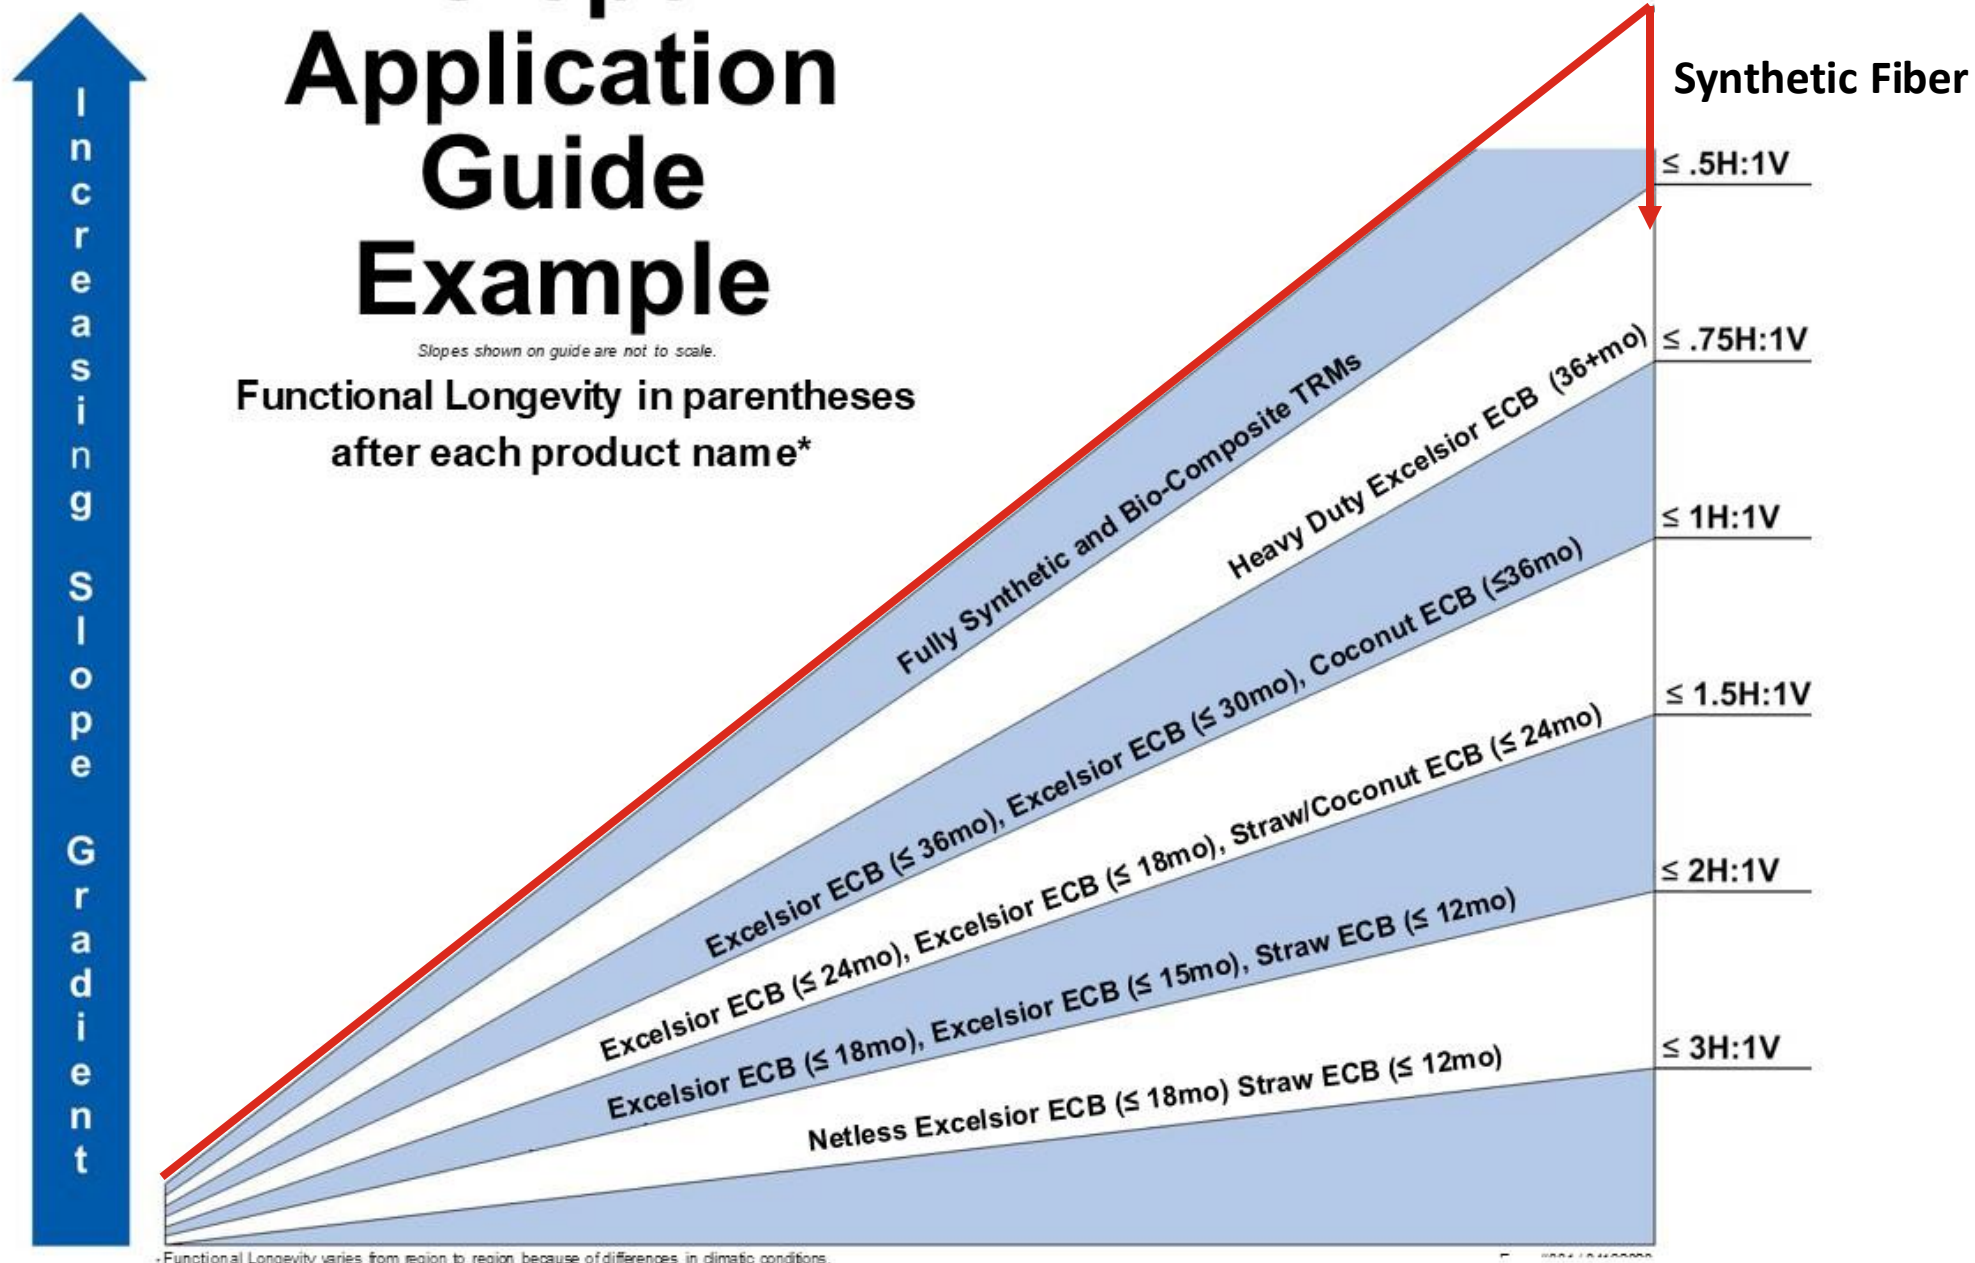 Increasing Slope Gradient
Application
Guide
Example
Slopes shown on guide are not to scale.
Functional Longevity in parentheses
after each product name*
Synthetic Fiber
≤ .5H:1V
≤ .75H:1V
≤ 1H:1V
≤ 1.5H:1V
≤ 2H:1V
≤ 3H:1V
Fully Synthetic and Bio-Composite TRMs
Heavy Duty Excelsior ECB (36+mo)
Excelsior ECB (≤ 36mo), Excelsior ECB (≤ 30mo), Coconut ECB (≤36mo)
Excelsior ECB (≤ 24mo), Excelsior ECB (≤ 18mo), Straw/Coconut ECB (≤ 24mo)
Excelsior ECB (≤ 18mo), Excelsior ECB (≤ 15mo), Straw ECB (≤ 12mo)
Netless Excelsior ECB (≤ 18mo) Straw ECB (≤ 12mo)
Functional Longevity varies from region to region because of differences in climatic conditions.